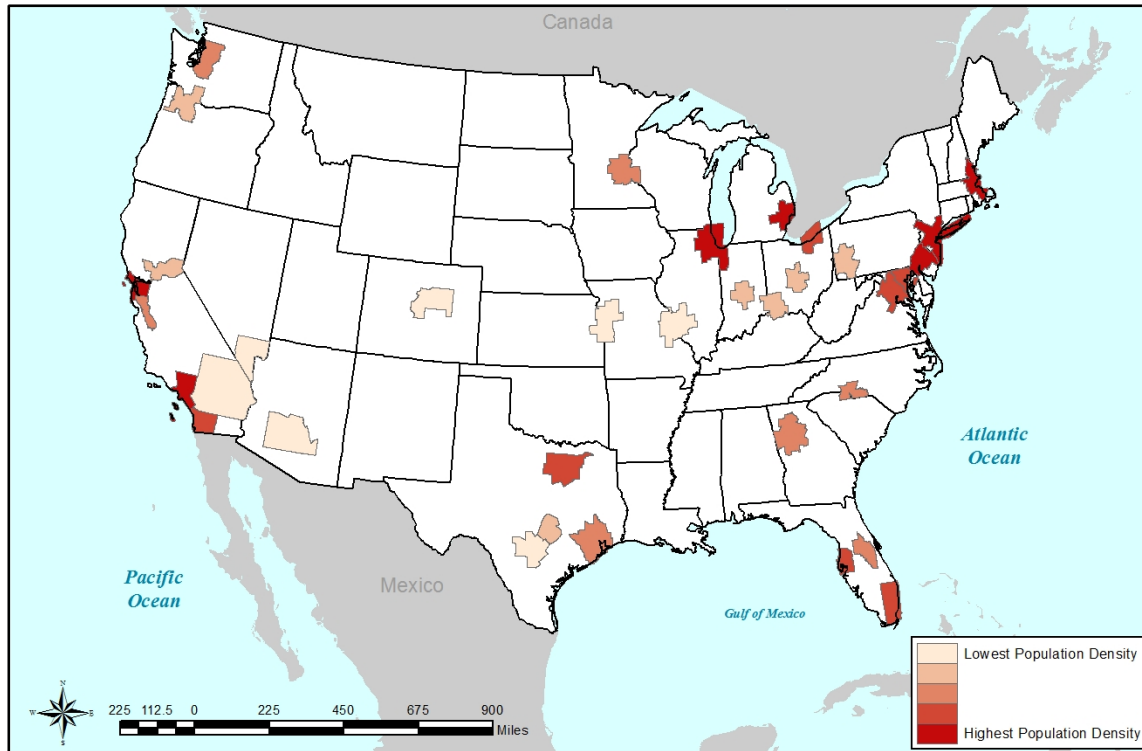 Canada
Atlantic
Ocean
Pacific
Ocean
Mexico
Gulf of Mexico
Lowest Population Density
Highest Population Density
N
W
E
S
225 112.5 0 225 450 675 900
Miles